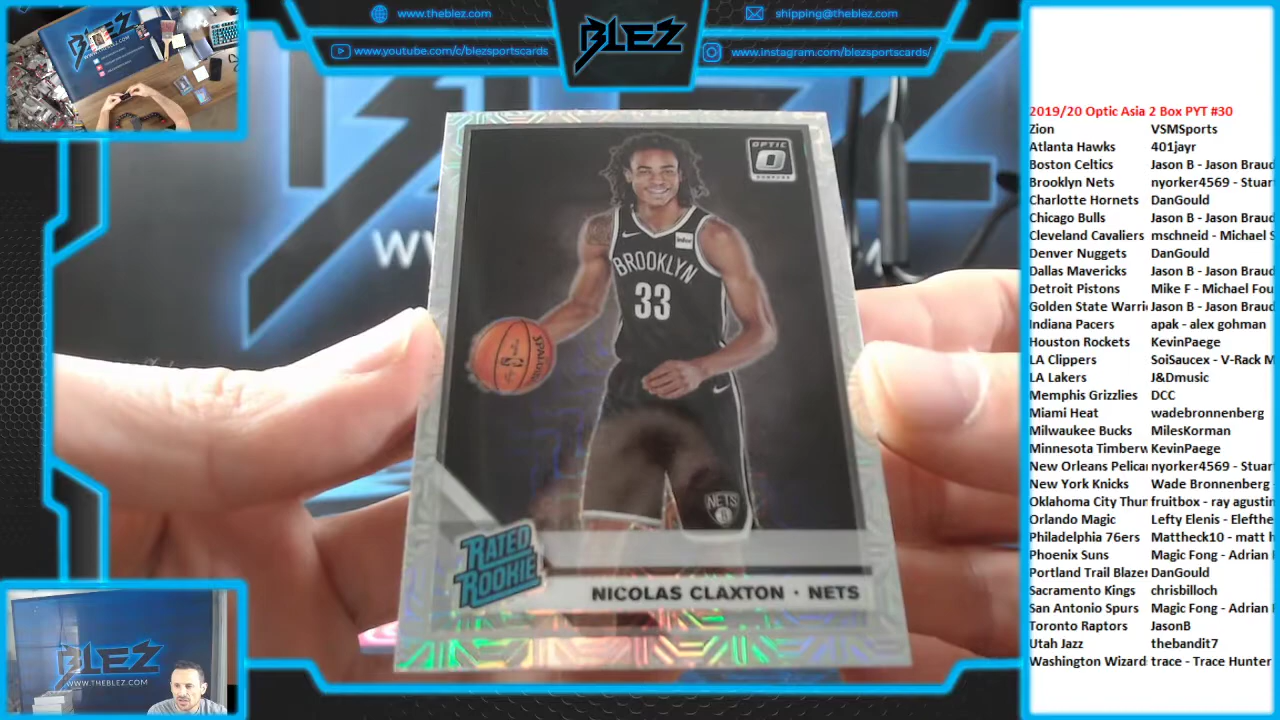 www.theblez.com
shipping@theblez.com
www.youtube.com/c/blezsportscards
www.instagram.com/blezsportscards/
BLEZ
OPTIC
BROOKLYN
33
SPALDING
NETS
RATED ROOKIE
NICOLAS CLAXTON · NETS
BLEZ
WWW.THEBLEZ.COM
2019/20 Optic Asia 2 Box PYT #30
Zion VSMSports
Atlanta Hawks 401jayr
Boston Celtics Jason B - Jason Braud
Brooklyn Nets nyorker4569 - Stuar
Charlotte Hornets DanGould
Chicago Bulls Jason B - Jason Braud
Cleveland Cavaliers mschneid - Michael S
Denver Nuggets DanGould
Dallas Mavericks Jason B - Jason Braud
Detroit Pistons Mike F - Michael Fou
Golden State Warri Jason B - Jason Braud
Indiana Pacers apak - alex gohman
Houston Rockets KevinPaege
LA Clippers SoiSaucex - V-Rack M
LA Lakers J&Dmusic
Memphis Grizzlies DCC
Miami Heat wadebronnenberg
Milwaukee Bucks MilesKorman
Minnesota Timberw KevinPaege
New Orleans Pelica nyorker4569 - Stuar
New York Knicks Wade Bronnenberg
Oklahoma City Thun fruitbox - ray agustin
Orlando Magic Lefty Elenis - Elefthe
Philadelphia 76ers Mattheck10 - matt h
Phoenix Suns Magic Fong - Adrian
Portland Trail Blazer DanGould
Sacramento Kings chrisbilloch
San Antonio Spurs Magic Fong - Adrian
Toronto Raptors JasonB
Utah Jazz thebandit7
Washington Wizard trace - Trace Hunter